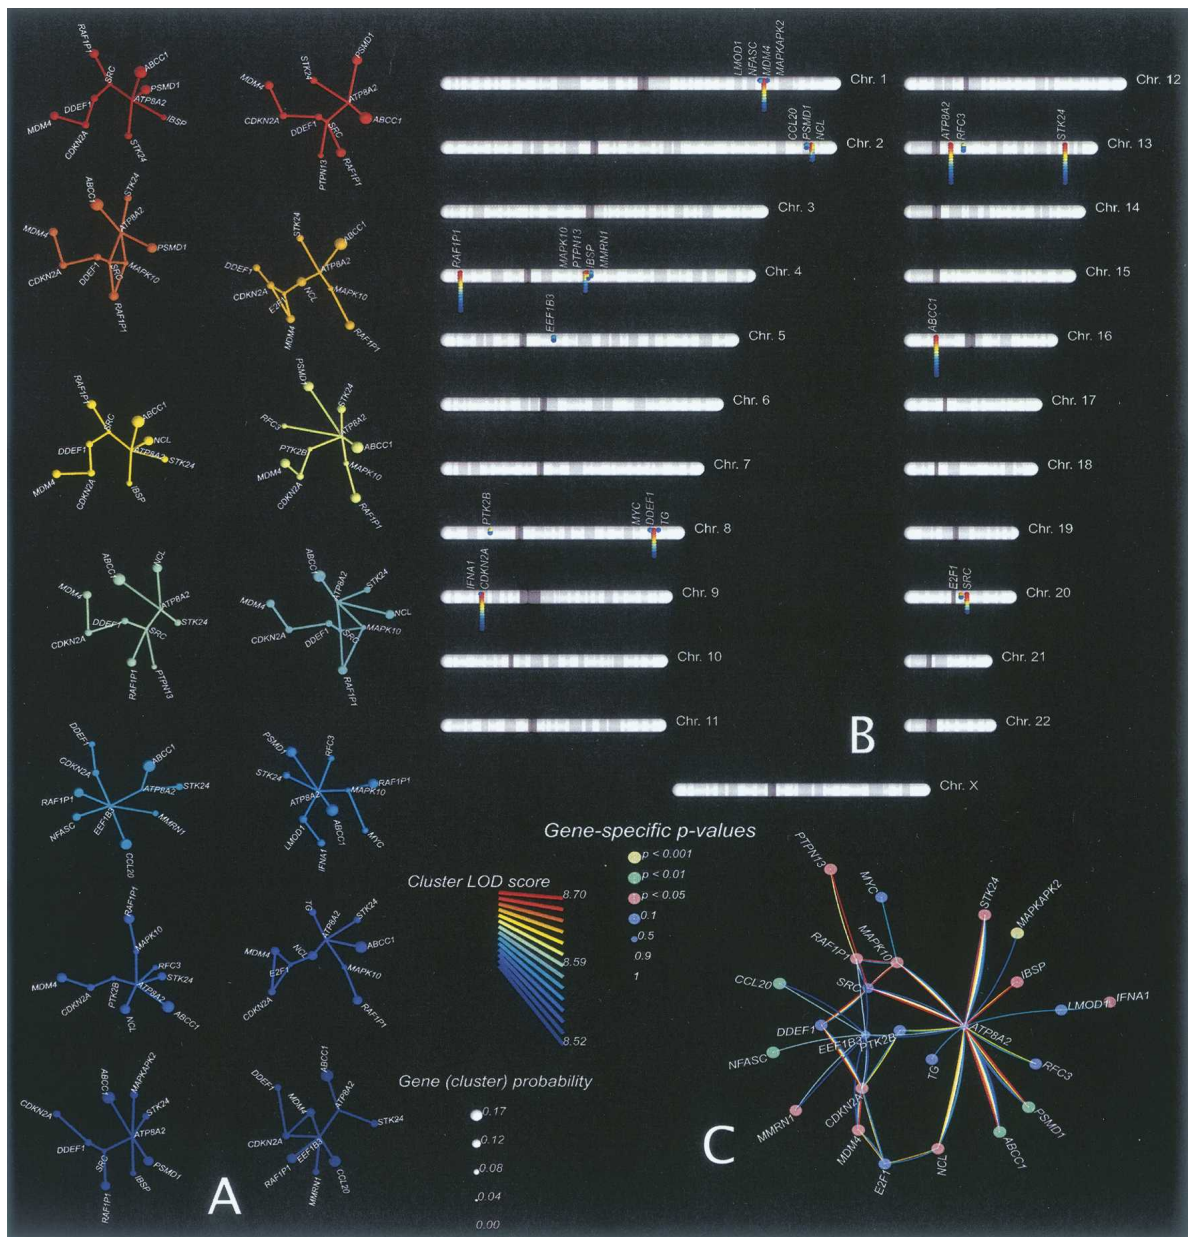 RAF1P1
SRC
ABCC1
PSMD1
DDEF1
ATP8A2
MDM4
IBSP
CDKN2A
STK24
PSMD1
STK24
MDM4
ATP8A2
CDKN2A
DDEF1
SRC
ABCC1
PTPN13
RAF1P1
ABCC1
STK24
MDM4
ATP8A2
PSMD1
CDKN2A
DDEF1
SRC
MAPK10
RAF1P1
STK24
ABCC1
DDEF1
ATP8A2
CDKN2A
NCL
MAPK10
E2F1
MDM4
RAF1P1
RAF1P1
SRC
ABCC1
DDEF1
NCL
ATP8A2
STK24
MDM4
CDKN2A
IBSP
PSMD1
STK24
RFC3
ATP8A2
PTK2B
ABCC1
MDM4
MAPK10
CDKN2A
RAF1P1
ABCC1
NCL
MDM4
ATP8A2
DDEF1
STK24
CDKN2A
SRC
RAF1P1
PTPN13
ABCC1
ATP8A2
STK24
MDM4
NCL
CDKN2A
DDEF1
SRC
MAPK10
RAF1P1
DDEF1
ABCC1
CDKN2A
ATP8A2
STK24
RAF1P1
NFASC
EEF1B3
MMRN1
CCL20
PSMD1
RFC3
STK24
RAF1P1
ATP8A2
MAPK10
LMOD1
ABCC1
MYC
IFNA1
RAF1P1
MAPK10
RFC3
MDM4
STK24
CDKN2A
PTK2B
ATP8A2
NCL
ABCC1
TG
STK24
ATP8A2
MDM4
NCL
ABCC1
E2F1
MAPK10
CDKN2A
RAF1P1
ABCC1
MAPKAPK2
CDKN2A
STK24
DDEF1
ATP8A2
SRC
PSMD1
IBSP
RAF1P1
ABCC1
DDEF1
ATP8A2
MDM4
STK24
CDKN2A
EEF1B3
RAF1P1
CCL20
MMRN1
A
LMOD1
NFASC
MDM4
MAPKAPK2
Chr. 1
CCL20
PSMD1
NCL
Chr. 2
Chr. 3
RAF1P1
MAPK10
PTPN13
IBSP
MMRN1
Chr. 4
EEF1B3
Chr. 5
Chr. 6
Chr. 7
PTK2B
MYC
DDEF1
TG
Chr. 8
IFNA1
CDKN2A
Chr. 9
Chr. 10
Chr. 11
Chr. 12
ATP8A2
RFC3
STK24
Chr. 13
Chr. 14
Chr. 15
ABCC1
Chr. 16
Chr. 17
Chr. 18
Chr. 19
E2F1
SRC
Chr. 20
Chr. 21
Chr. 22
Chr. X
B
Gene-specific p-values
p < 0.001
p < 0.01
p < 0.05
0.1
0.5
0.9
1
Cluster LOD score
8.70
8.59
8.52
Gene (cluster) probability
0.17
0.12
0.08
0.04
0.00
PTPN13
MYC
STK24
MAPKAPK2
RAF1P1
MAPK10
IBSP
CCL20
SRC
LMOD1
IFNA1
DDEF1
EEF1B3
PTK2B
ATP8A2
NFASC
TG
RFC3
MMRN1
CDKN2A
PSMD1
MDM4
NCL
ABCC1
E2F1
C